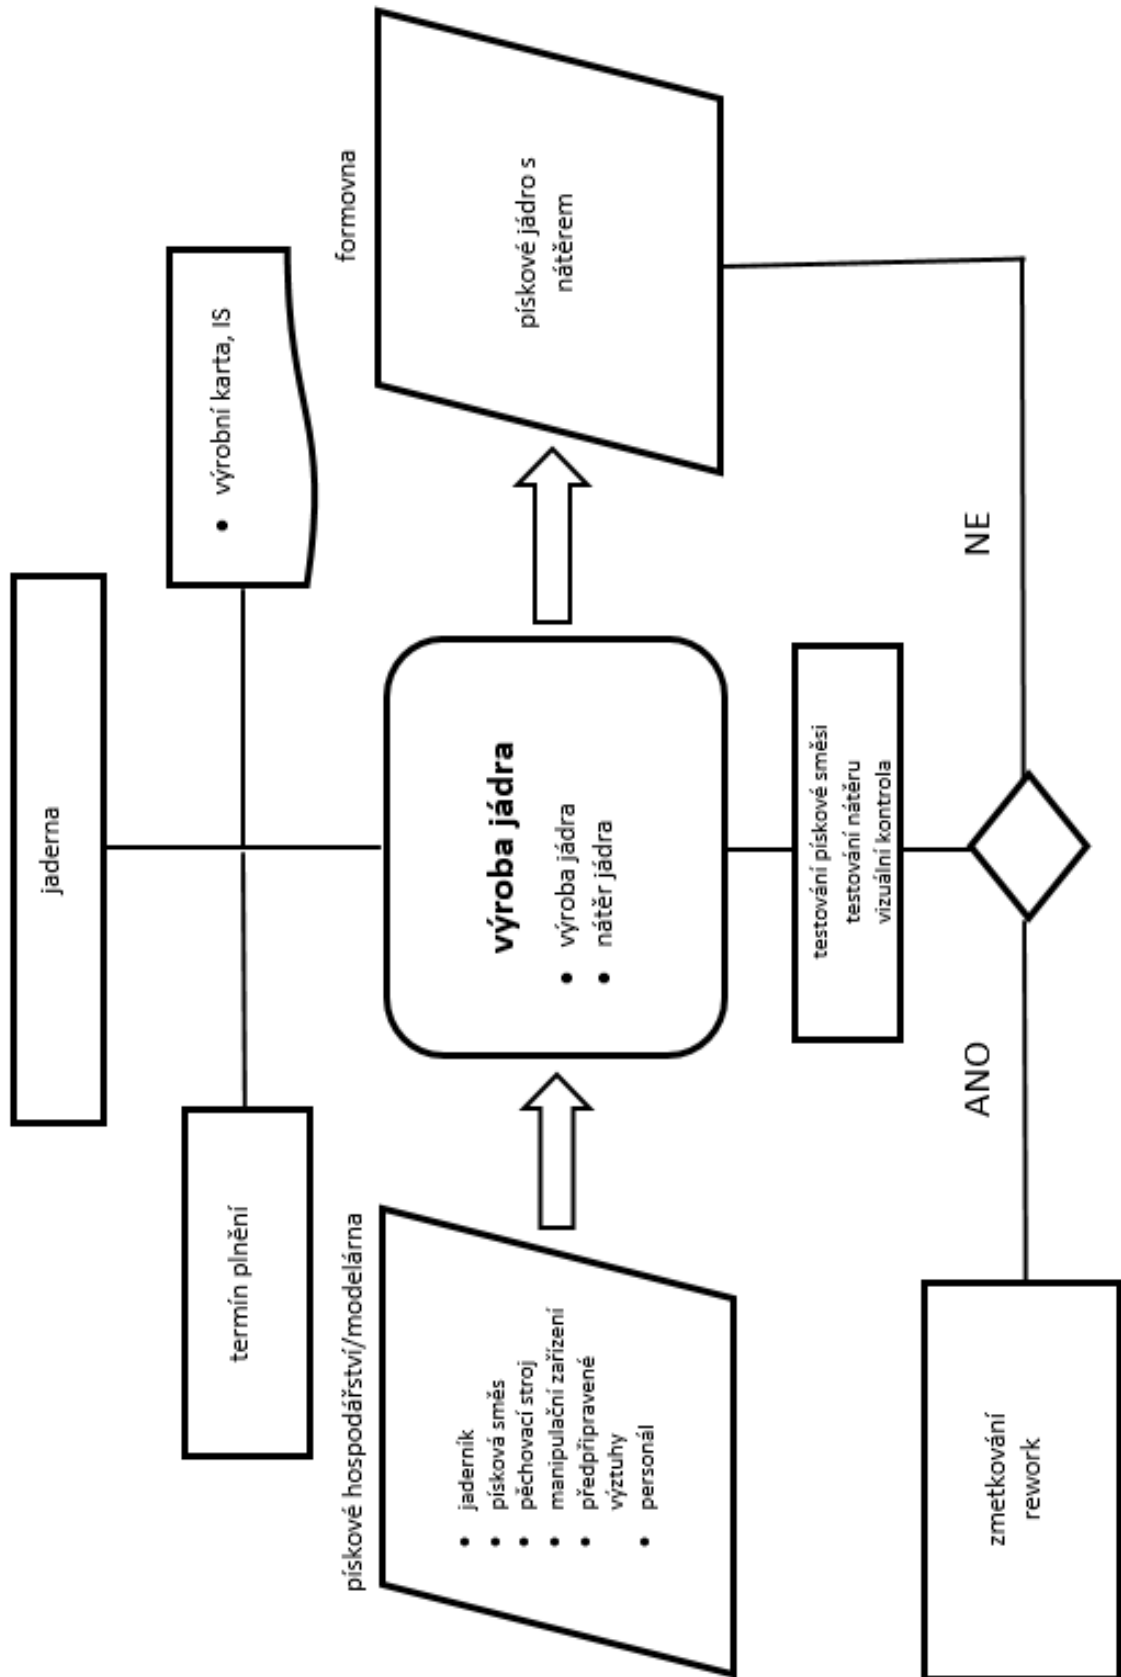 jaderna
termín plnění
• výrobní karta, IS
pískové hospodářství/modelárna
• jaderník
• písková směs
• pěchovací stroj
• manipulační zařízení
• předpřipravené
výztuhy
• personál
výroba jádra
• výroba jádra
• nátěr jádra
formovna
pískové jádro s
nátěrem
testování pískové směsi
testování nátěru
vizuální kontrola
ANO
NE
zmetkování
rework